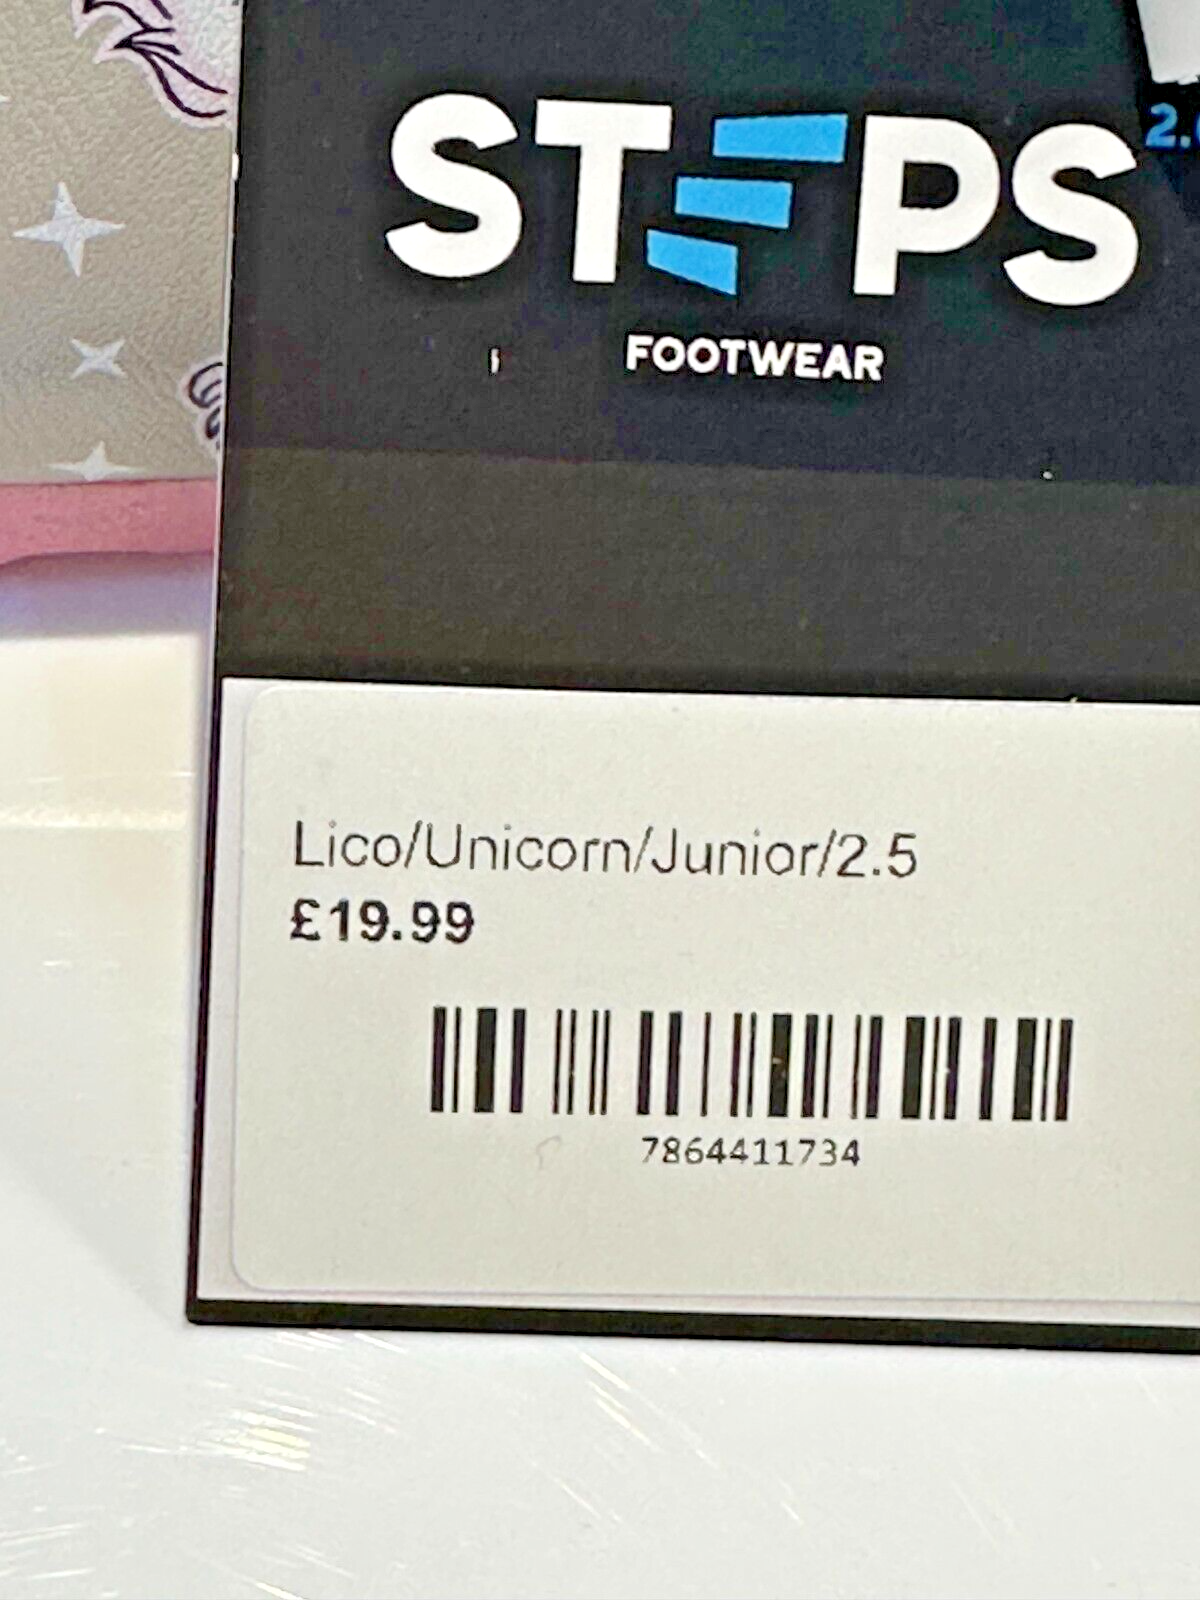 STEPS
FOOTWEAR
Lico/Unicorn/Junior/2.5
£19.99
7864411734